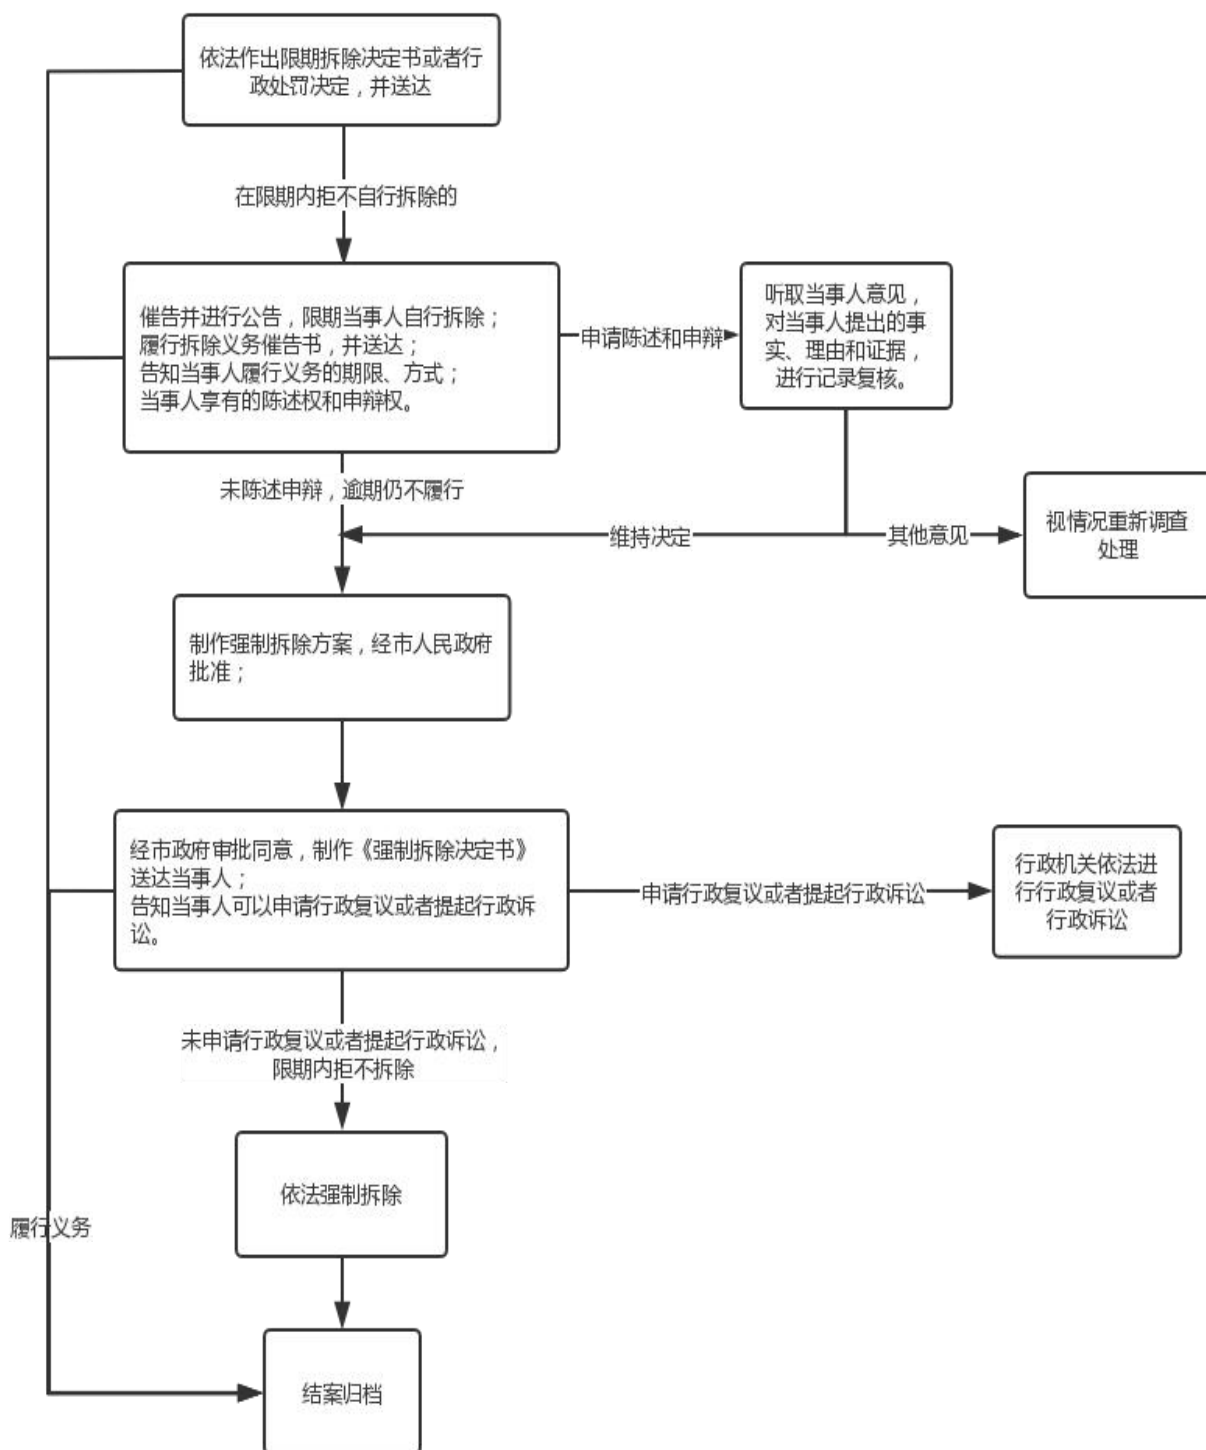 依法作出限期拆除决定书或者行
政处罚决定，并送达
在限期内拒不自行拆除的
催告并进行公告，限期当事人自行拆除；
履行拆除义务催告书，并送达；
告知当事人履行义务的期限、方式；
当事人享有的陈述权和申辩权。
申请陈述和申辩
听取当事人意见，
对当事人提出的事
实、理由和证据，
进行记录复核。
未陈述申辩，逾期仍不履行
维持决定
其他意见
视情况重新调查
处理
制作强制拆除方案，经市人民政府
批准；
经市政府审批同意，制作《强制拆除决定书》
送达当事人；
告知当事人可以申请行政复议或者提起行政诉
讼。
申请行政复议或者提起行政诉讼
行政机关依法进
行行政复议或者
行政诉讼
未申请行政复议或者提起行政诉讼，
限期内拒不拆除
依法强制拆除
履行义务
结案归档